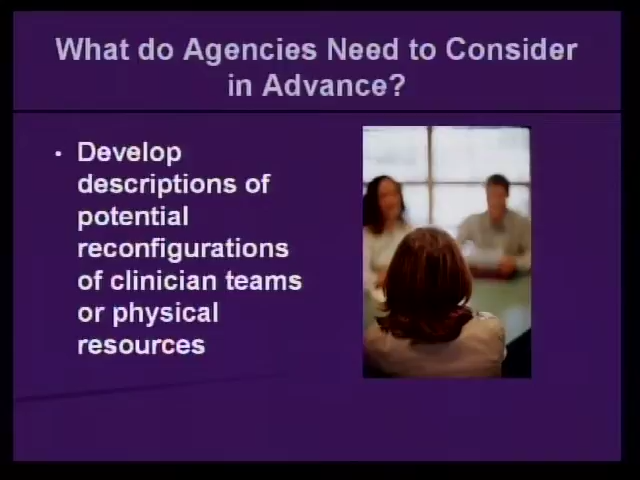 What do Agencies Need to Consider
in Advance?
• Develop
descriptions of
potential
reconfigurations
of clinician teams
or physical
resources